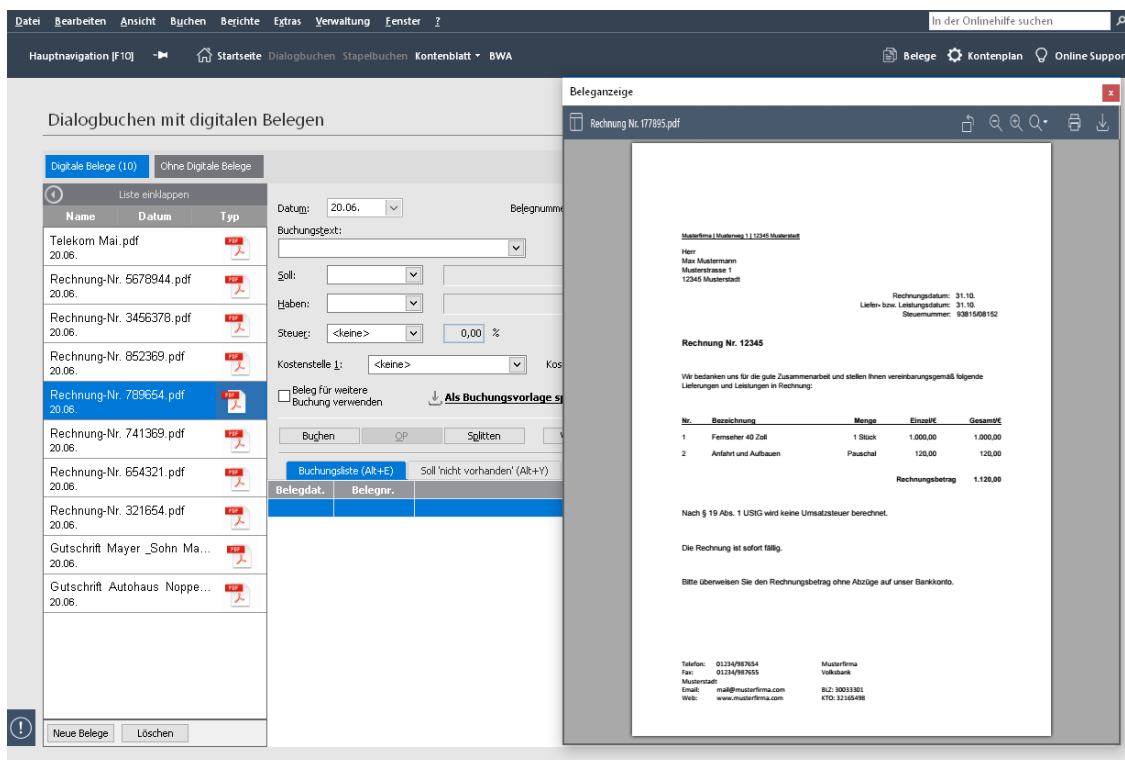 Datei Bearbeiten Ansicht Buchen Berichte Extras Verwaltung Fenster ?
In der Onlinehilfe suchen
Hauptnavigation [F10] Startseite Dialogbuchen Stapelbuchen Kontenblatt BWA
Belege Kontenplan Online Suppor
Dialogbuchen mit digitalen Belegen
Digitale Belege (10) Ohne Digitale Belege
Liste einklappen
Name Datum Typ
Telekom Mai.pdf
20.06.
Rechnung-Nr. 5678944.pdf
20.06.
Rechnung-Nr. 3456378.pdf
20.06.
Rechnung-Nr. 852369.pdf
20.06.
Rechnung-Nr. 789654.pdf
20.06.
Rechnung-Nr. 741369.pdf
20.06.
Rechnung-Nr. 654321.pdf
20.06.
Rechnung-Nr. 321654.pdf
20.06.
Gutschrift Mayer _Sohn Ma...
20.06.
Gutschrift Autohaus Noppe...
20.06.
Neue Belege Löschen
Datum: 20.06. Belegnumme
Buchungstext:
Soll:
Haben:
Steuer: <keine> 0,00 %
Kostenstelle 1: <keine> Kos
Beleg für weitere
Buchung verwenden
Als Buchungsvorlage sp
Buchen OP Splitten
Buchungsliste (Alt+E) Soll 'nicht vorhanden' (Alt+Y)
Belegdat. Belegnr.
Beleganzeige
Rechnung Nr. 177895.pdf
Musterfirma | Musterweg 1 | 12345 Musterstadt
Herr
Max Mustermann
Musterstrasse 1
12345 Musterstadt
Rechnungsdatum: 31.10.
Liefer- bzw. Leistungsdatum: 31.10.
Steuernummer: 93815/08152
Rechnung Nr. 12345
Wir bedanken uns für die gute Zusammenarbeit und stellen Ihnen vereinbarungsgemäß folgende
Lieferungen und Leistungen in Rechnung:
Nr. Bezeichnung Menge Einzel/€ Gesamt/€
1 Fernseher 40 Zoll 1 Stück 1.000,00 1.000,00
2 Anfahrt und Aufbauen Pauschal 120,00 120,00
Rechnungsbetrag 1.120,00
Nach § 19 Abs. 1 UStG wird keine Umsatzsteuer berechnet.
Die Rechnung ist sofort fällig.
Bitte überweisen Sie den Rechnungsbetrag ohne Abzüge auf unser Bankkonto.
Telefon: 01234/987654 Musterfirma
Fax: 01234/987655 Volksbank
Musterstadt
Email: mail@musterfirma.com BLZ: 30033301
Web: www.musterfirma.com KTO: 32165498